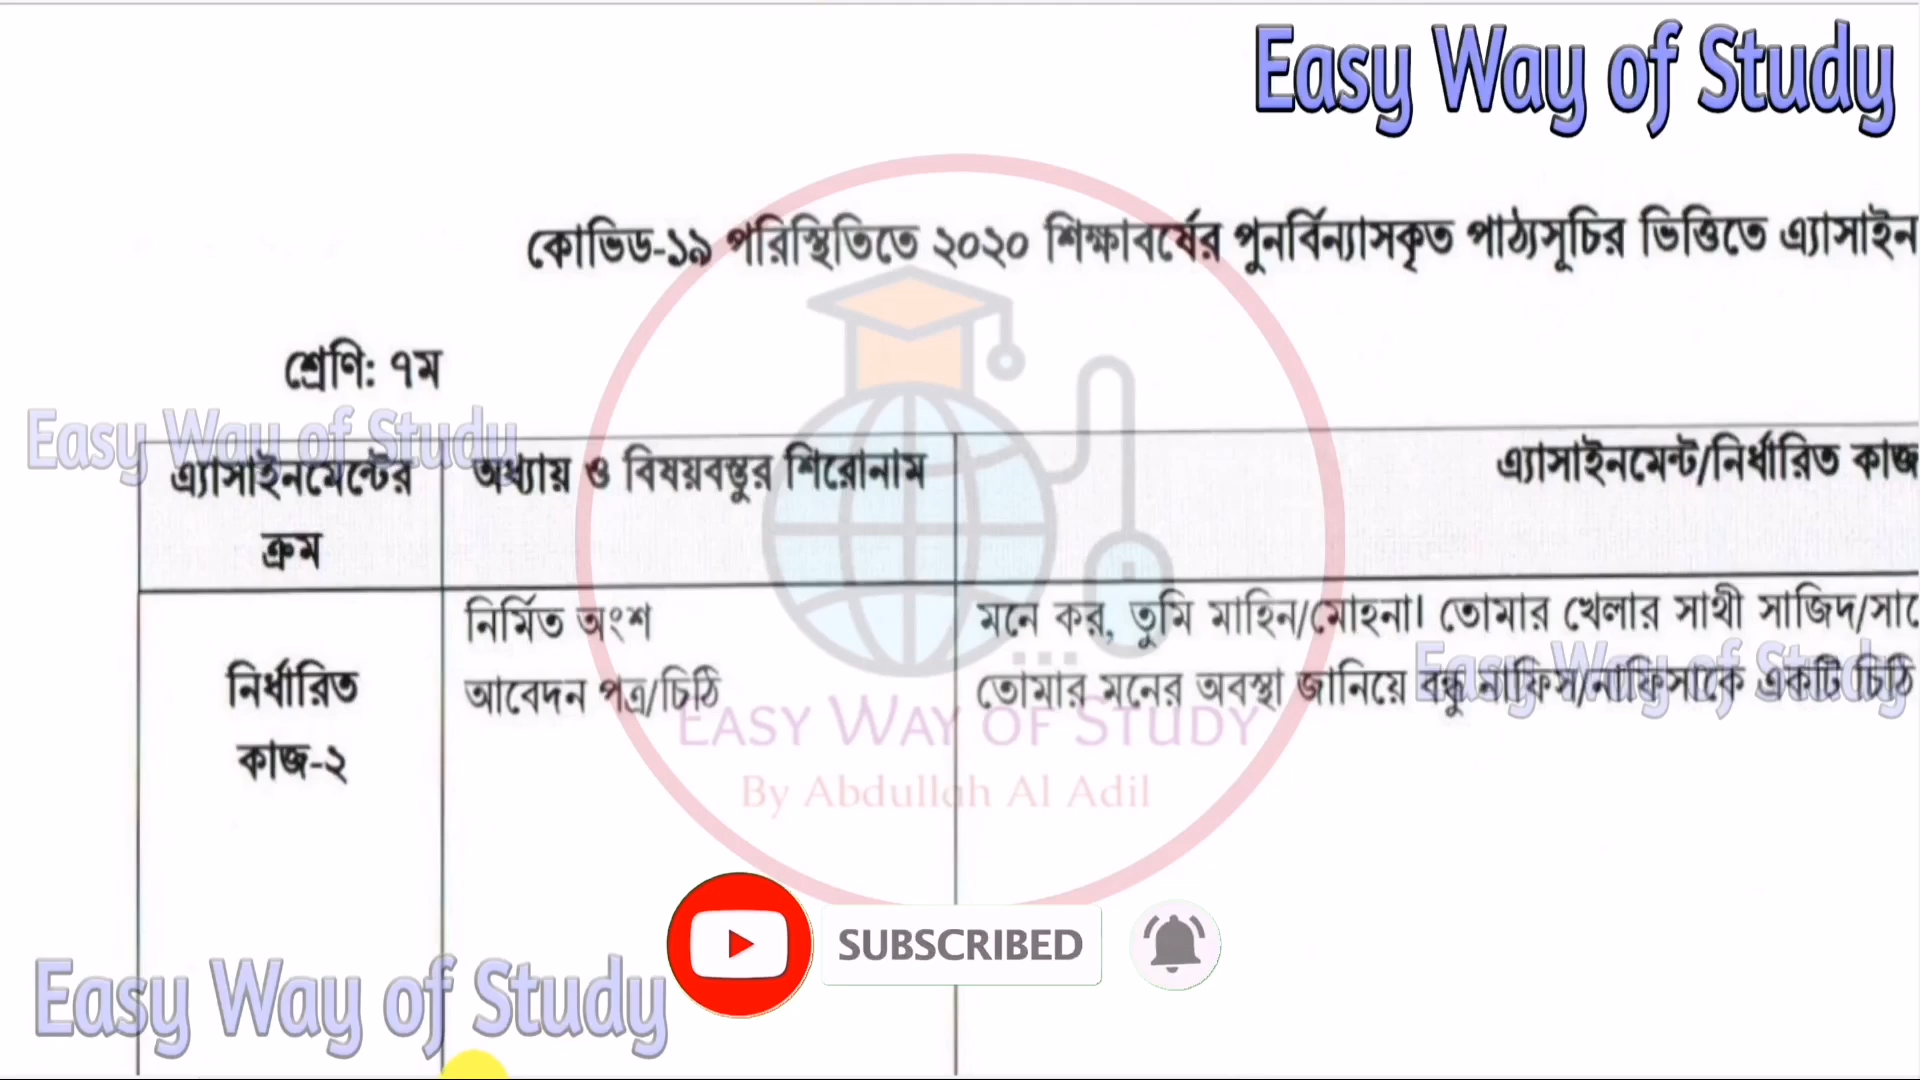 Easy Way of Study
কোভিড-১৯ পরিস্থিতিতে ২০২০ শিক্ষাবর্ষের পুনর্বিন্যাসকৃত পাঠ্যসূচির ভিত্তিতে এ্যাসাইন
শ্রেণি: ৭ম
Easy Way of Study
এ্যাসাইনমেন্টের ক্রম
অধ্যায় ও বিষয়বস্তুর শিরোনাম
এ্যাসাইনমেন্ট/নির্ধারিত কাজ
নির্ধারিত
কাজ-২
নির্মিত অংশ
আবেদন পত্র/চিঠি
মনে কর, তুমি মাহিন/মোহনা। তোমার খেলার সাথী সাজিদ/সা
তোমার মনের অবস্থা জানিয়ে বন্ধু নাফিস/নাফিসাকে একটি চিঠি
Easy Way of Study
EASY WAY OF STUDY
By Abdullah Al Adil
SUBSCRIBED
Easy Way of Study